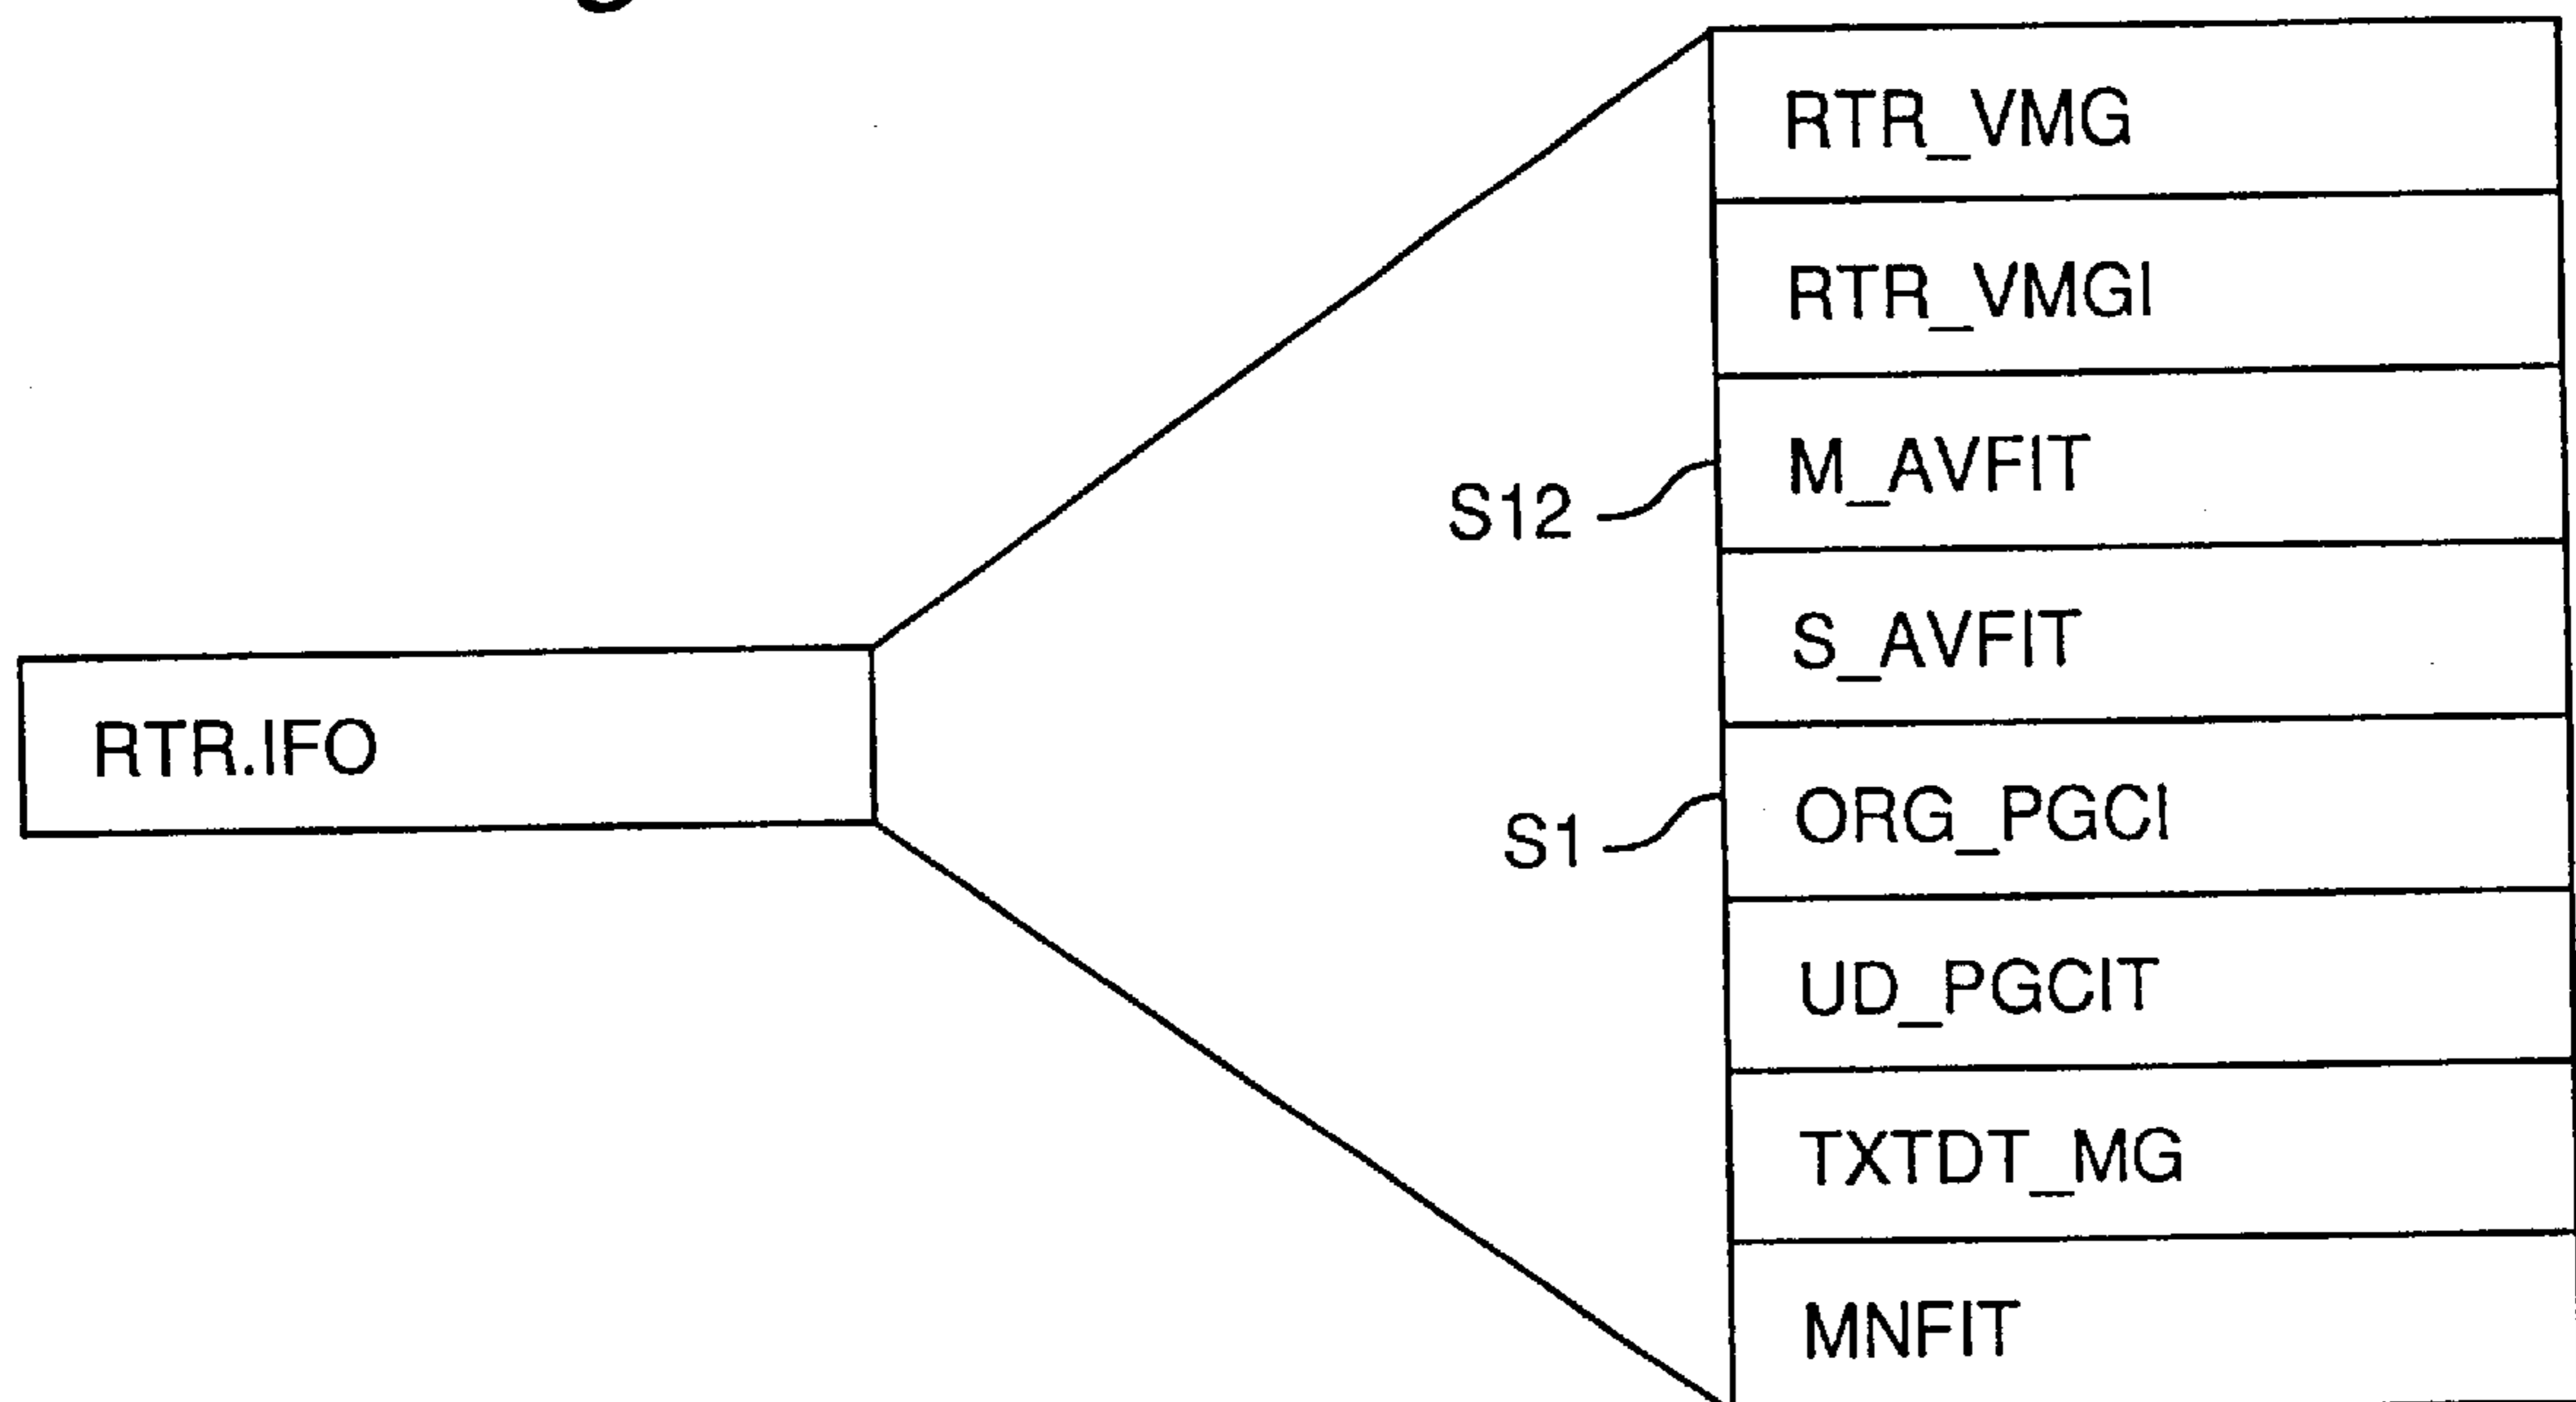 RTR_VMG
RTR_VMGI
M_AVFIT
S12
S_AVFIT
RTR.IFO
ORG_PGCI
S1
UD_PGCIT
TXTDT_MG
MNFIT